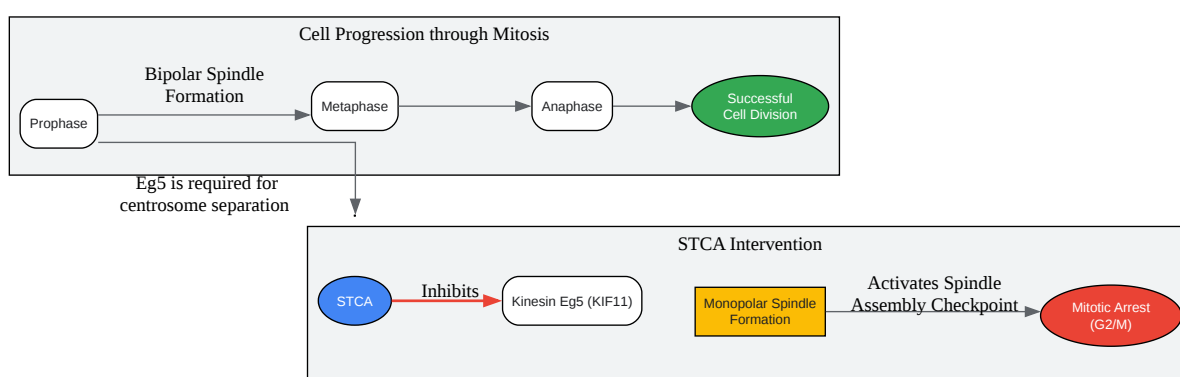 Cell Progression through Mitosis
Bipolar Spindle
Formation
Prophase
Metaphase
Anaphase
Successful
Cell Division
Eg5 is required for
centrosome separation
STCA Intervention
STCA
Inhibits
Kinesin Eg5 (KIF11)
Monopolar Spindle
Formation
Activates Spindle
Assembly Checkpoint
Mitotic Arrest
(G2/M)